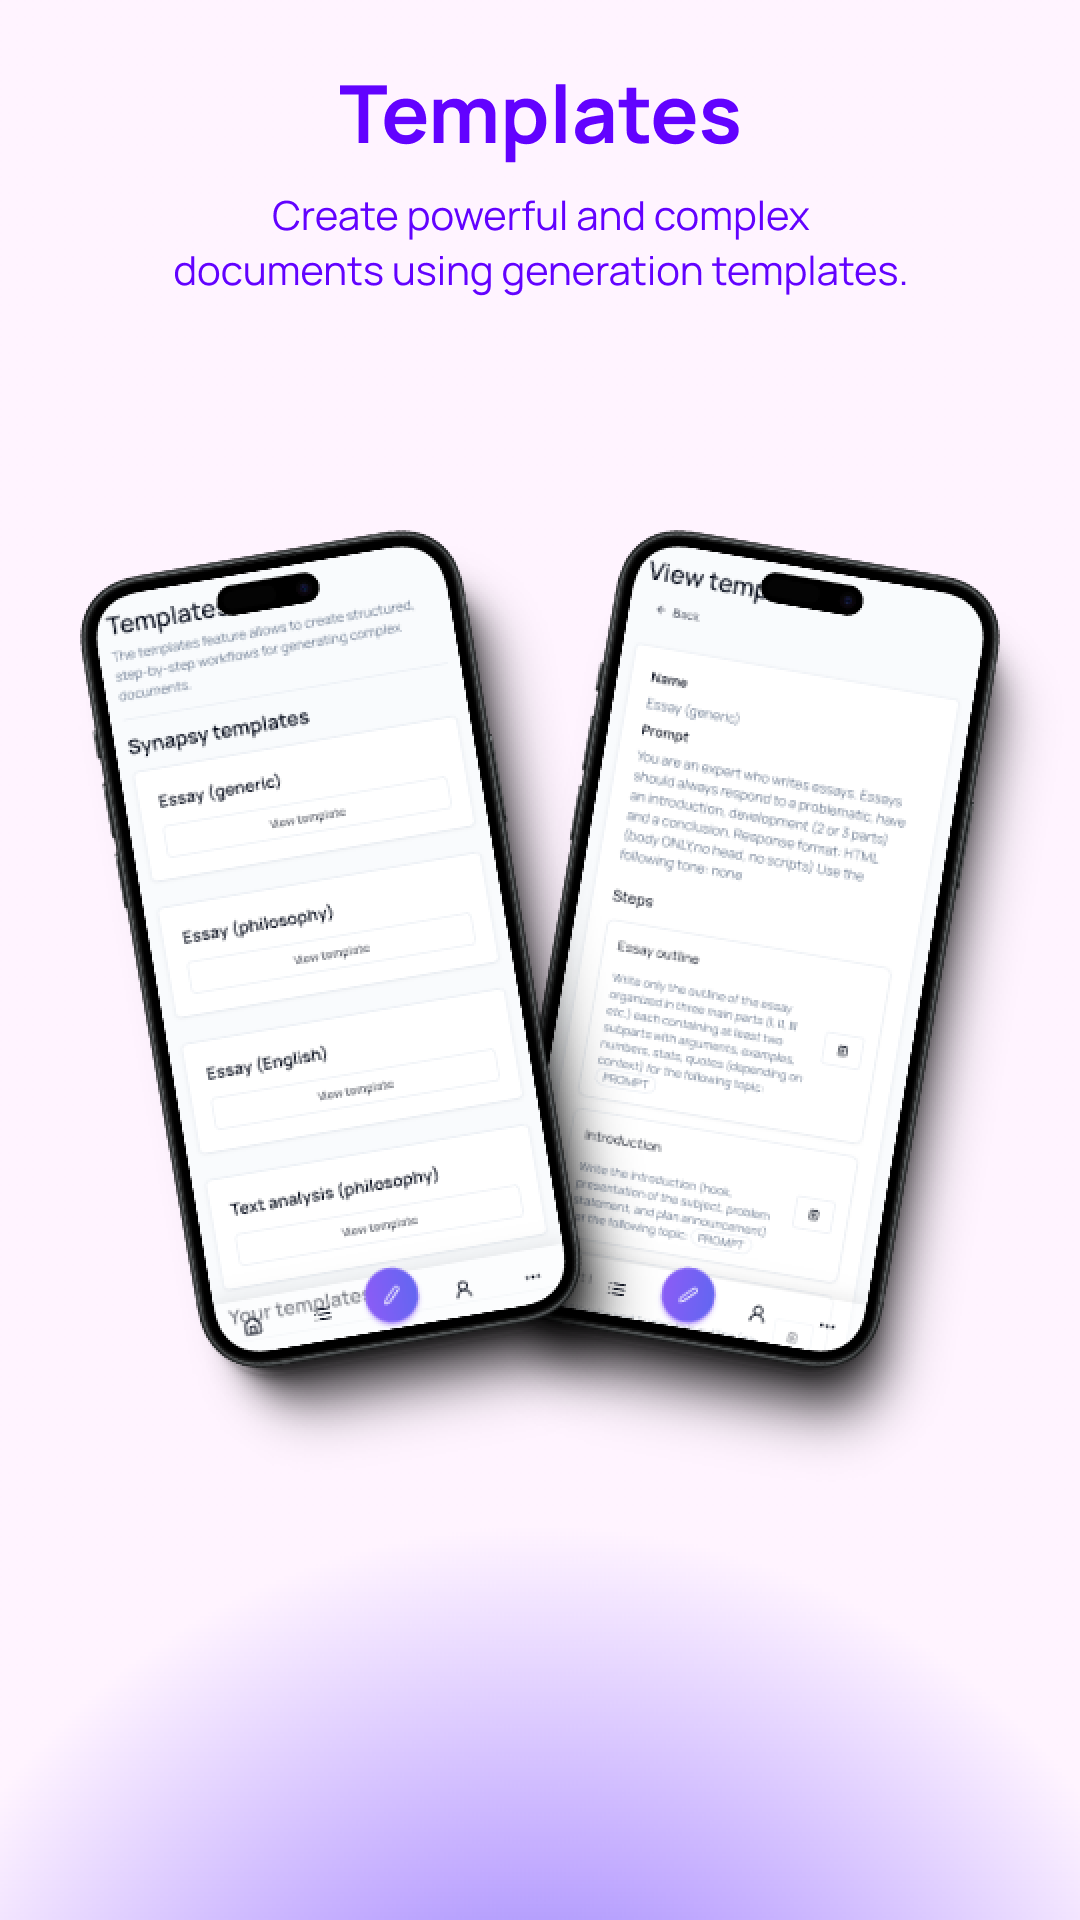 Templates
Create powerful and complex
documents using generation templates.
Templates
The templates feature allows to create structured,
step-by-step workflows for generating complex
documents.
Synapsy templates
Essay (generic)
View template
Essay (philosophy)
View template
Essay (English)
View template
Text analysis (philosophy)
View template
Your templates
View temp
Back
Name
Essay (generic)
Prompt
You are an expert who writes essays. Essays
should always respond to a problematic, have
an introduction, development (2 or 3 parts)
and a conclusion. Response format: HTML
(body ONLY,no head, no scripts) Use the
following tone: none
Steps
Essay outline
Write only the outline of the essay
organized in three main parts (I, II, III
etc.) each containing at least two
subparts with arguments, examples,
numbers, stats, quotes (depending on
context) for the following topic:
PROMPT
Introduction
Write the introduction (hook,
presentation of the subject, problem
statement, and plan announcement)
the following topic: PROMPT